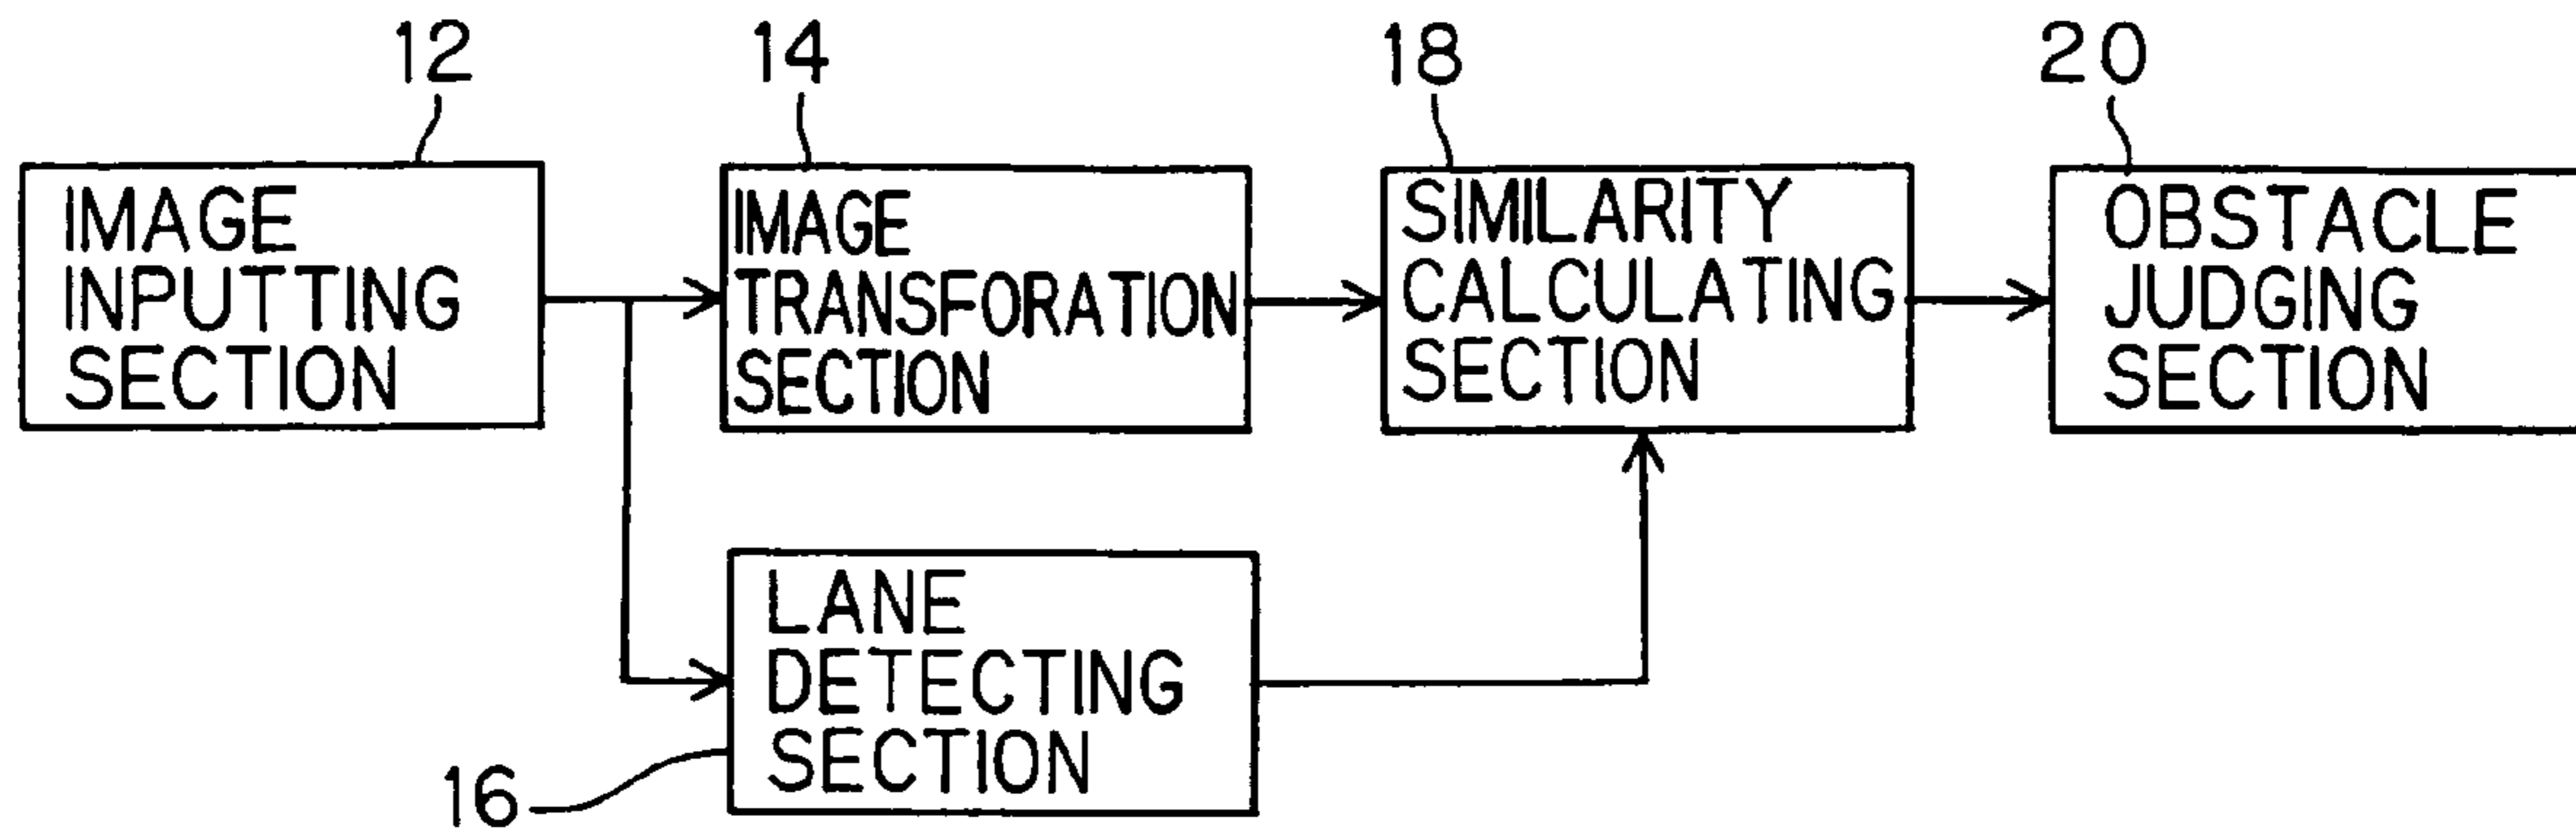 12
14
18
20
IMAGE
INPUTTING
SECTION
IMAGE
TRANSFORATION
SECTION
SIMILARITY
CALCULATING
SECTION
OBSTACLE
JUDGING
SECTION
LANE
DETECTING
SECTION
16